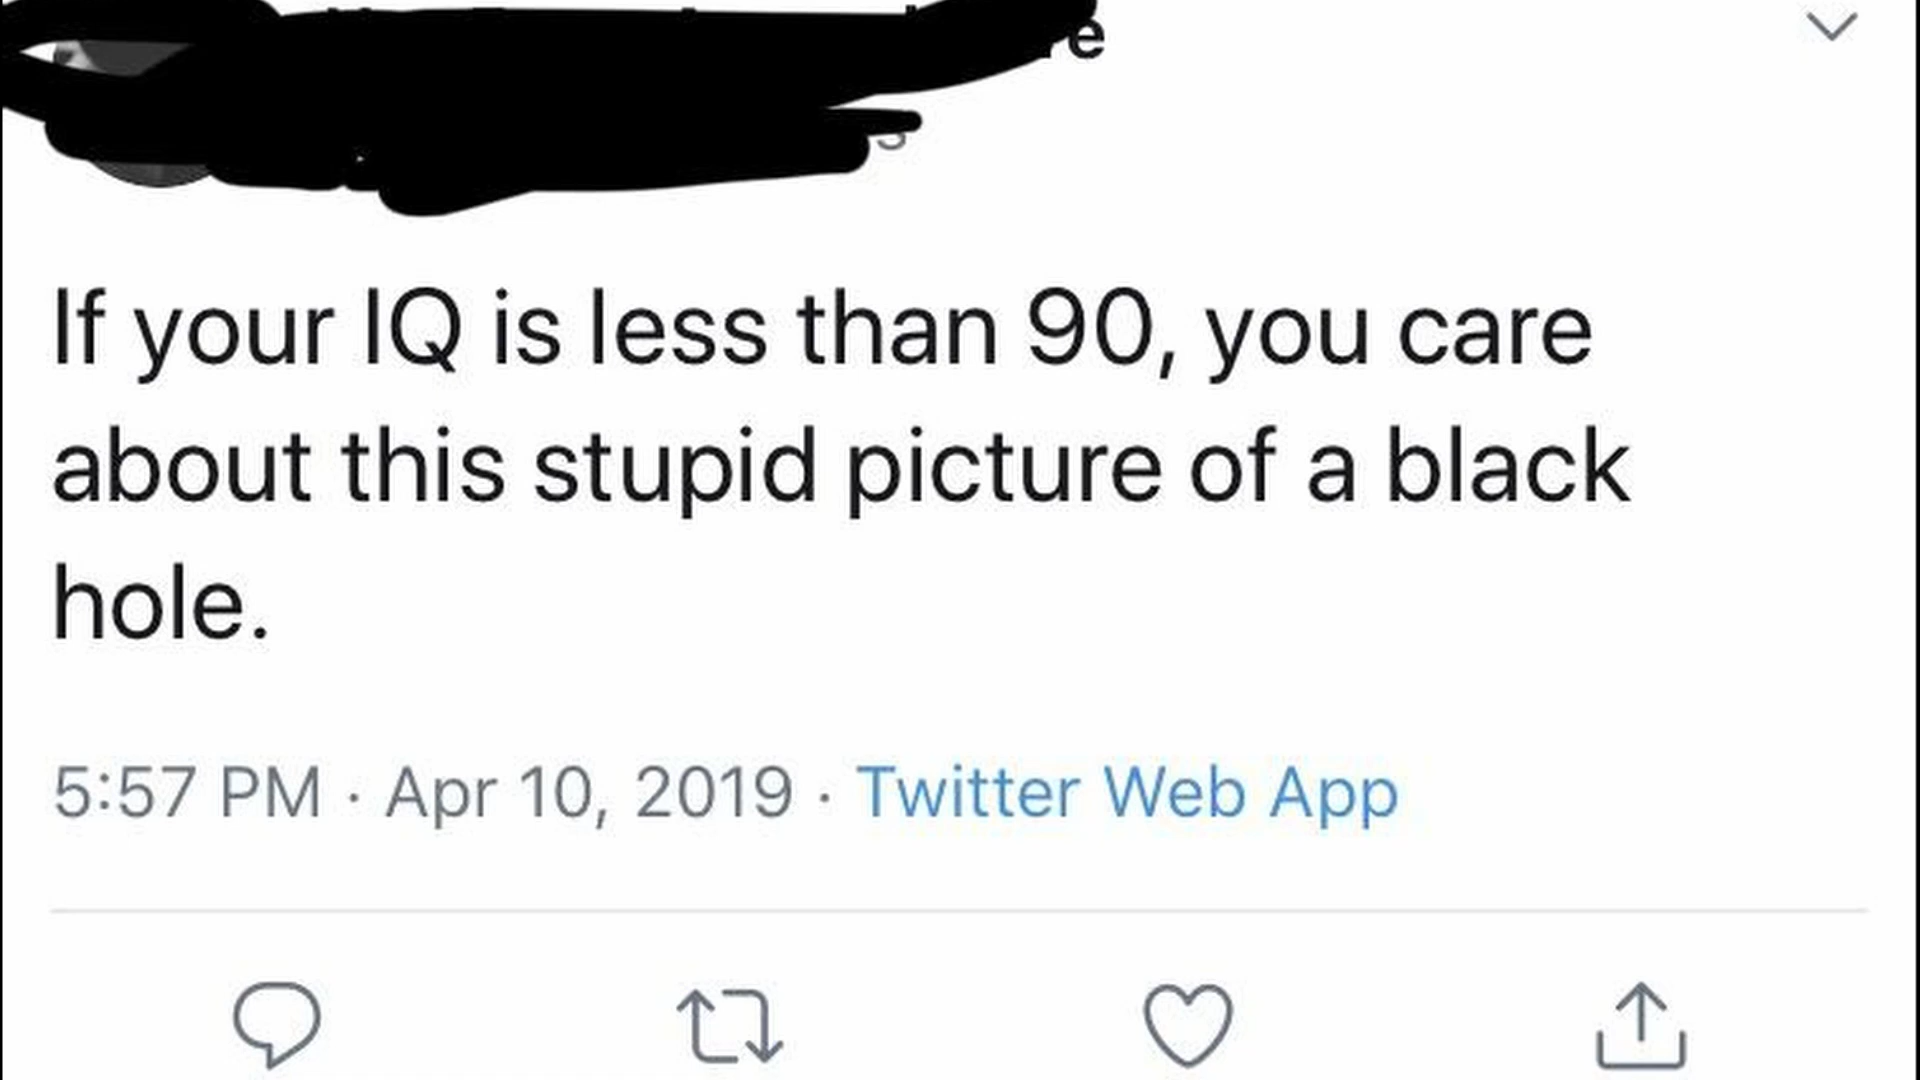 If your IQ is less than 90, you care
about this stupid picture of a black
hole.
5:57 PM · Apr 10, 2019 · Twitter Web App